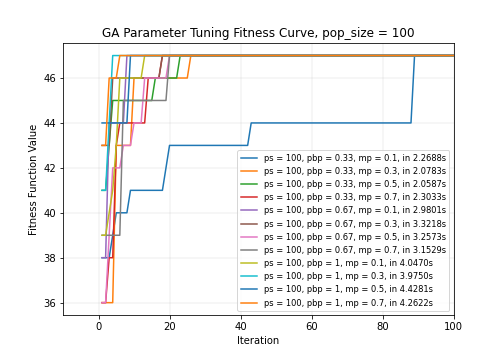 GA Parameter Tuning Fitness Curve, pop_size = 100
Fitness Function Value
46
44
42
40
38
36
ps = 100, pbp = 0.33, mp = 0.1, in 2.2688s
ps = 100, pbp = 0.33, mp = 0.3, in 2.0783s
ps = 100, pbp = 0.33, mp = 0.5, in 2.0587s
ps = 100, pbp = 0.33, mp = 0.7, in 2.3033s
ps = 100, pbp = 0.67, mp = 0.1, in 2.9801s
ps = 100, pbp = 0.67, mp = 0.3, in 3.3218s
ps = 100, pbp = 0.67, mp = 0.5, in 3.2573s
ps = 100, pbp = 0.67, mp = 0.7, in 3.1529s
ps = 100, pbp = 1, mp = 0.1, in 4.0470s
ps = 100, pbp = 1, mp = 0.3, in 3.9750s
ps = 100, pbp = 1, mp = 0.5, in 4.4281s
ps = 100, pbp = 1, mp = 0.7, in 4.2622s
0 20 40 60 80 100
Iteration